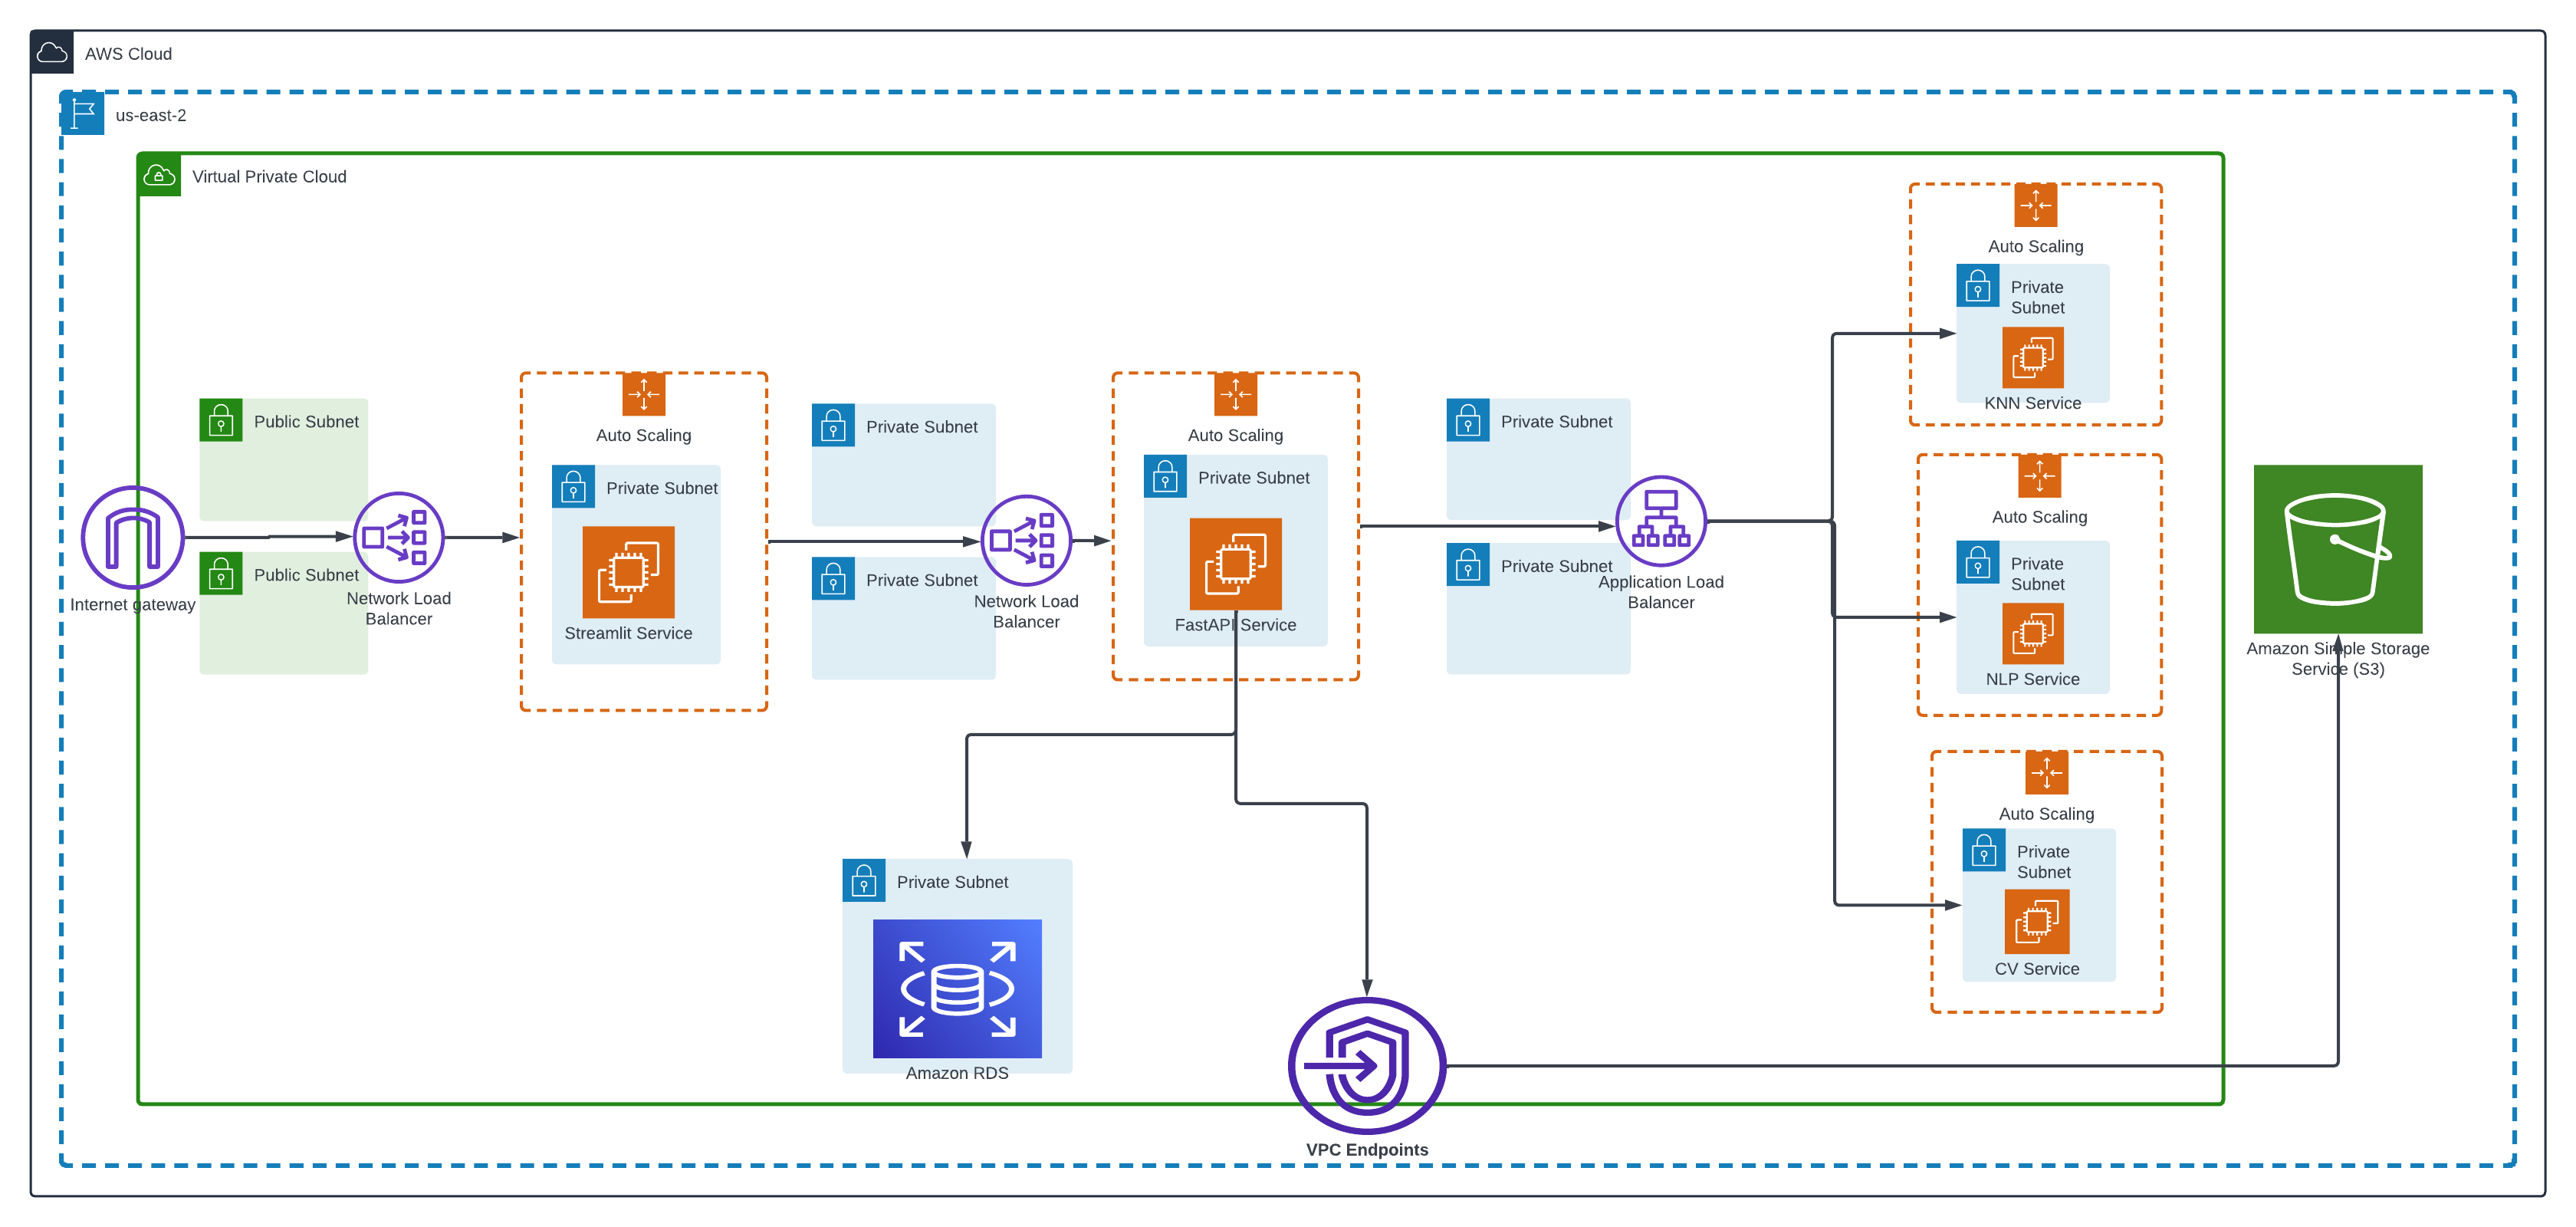 AWS Cloud
us-east-2
Virtual Private Cloud
Internet gateway
Public Subnet
Public Subnet
Network Load
Balancer
Auto Scaling
Private Subnet
Streamlit Service
Private Subnet
Private Subnet
Network Load
Balancer
Auto Scaling
Private Subnet
FastAPI Service
Private Subnet
Private Subnet
Application Load
Balancer
Auto Scaling
Private
Subnet
KNN Service
Auto Scaling
Private
Subnet
NLP Service
Auto Scaling
Private
Subnet
CV Service
Amazon Simple Storage
Service (S3)
Private Subnet
Amazon RDS
VPC Endpoints